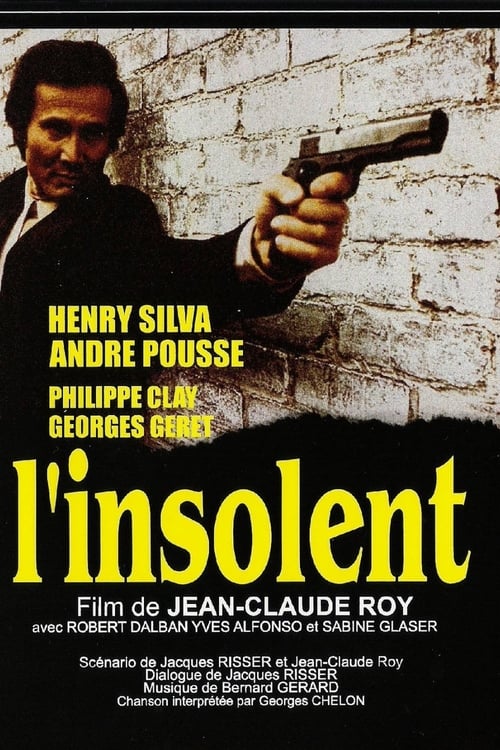 HENRY SILVA
ANDRE POUSSE
PHILIPPE CLAY
GEORGES GERET
l'insolent
Film de JEAN-CLAUDE ROY
avec ROBERT DALBAN YVES ALFONSO et SABINE GLASER
Scénario de Jacques RISSER et Jean-Claude Roy
Dialogue de Jacques RISSER
Musique de Bernard GERARD
Chanson interprétée par Georges CHELON